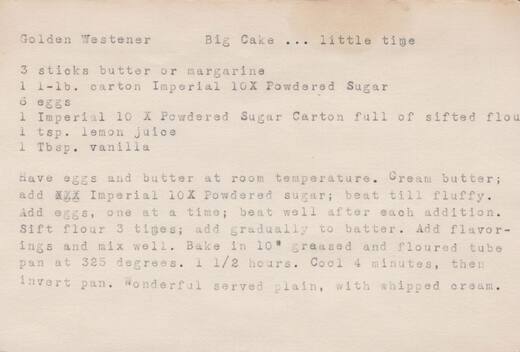 Golden Westener Big Cake ... little time
3 sticks butter or margarine
1 1-lb. carton Imperial 10X Powdered Sugar
6 eggs
1 Imperial 10 X Powdered Sugar Carton full of sifted flou
1 tsp. lemon juice
1 Tbsp. vanilla
Have eggs and butter at room temperature. Cream butter;
add XXX Imperial 10X Powdered sugar; beat till fluffy.
Add eggs, one at a time; beat well after each addition.
Sift flour 3 times; add gradually to batter. Add flavor-
ings and mix well. Bake in 10" greased and floured tube
pan at 325 degrees. 1 1/2 hours. Cool 4 minutes, then
invert pan. Wonderful served plain, with whipped cream.